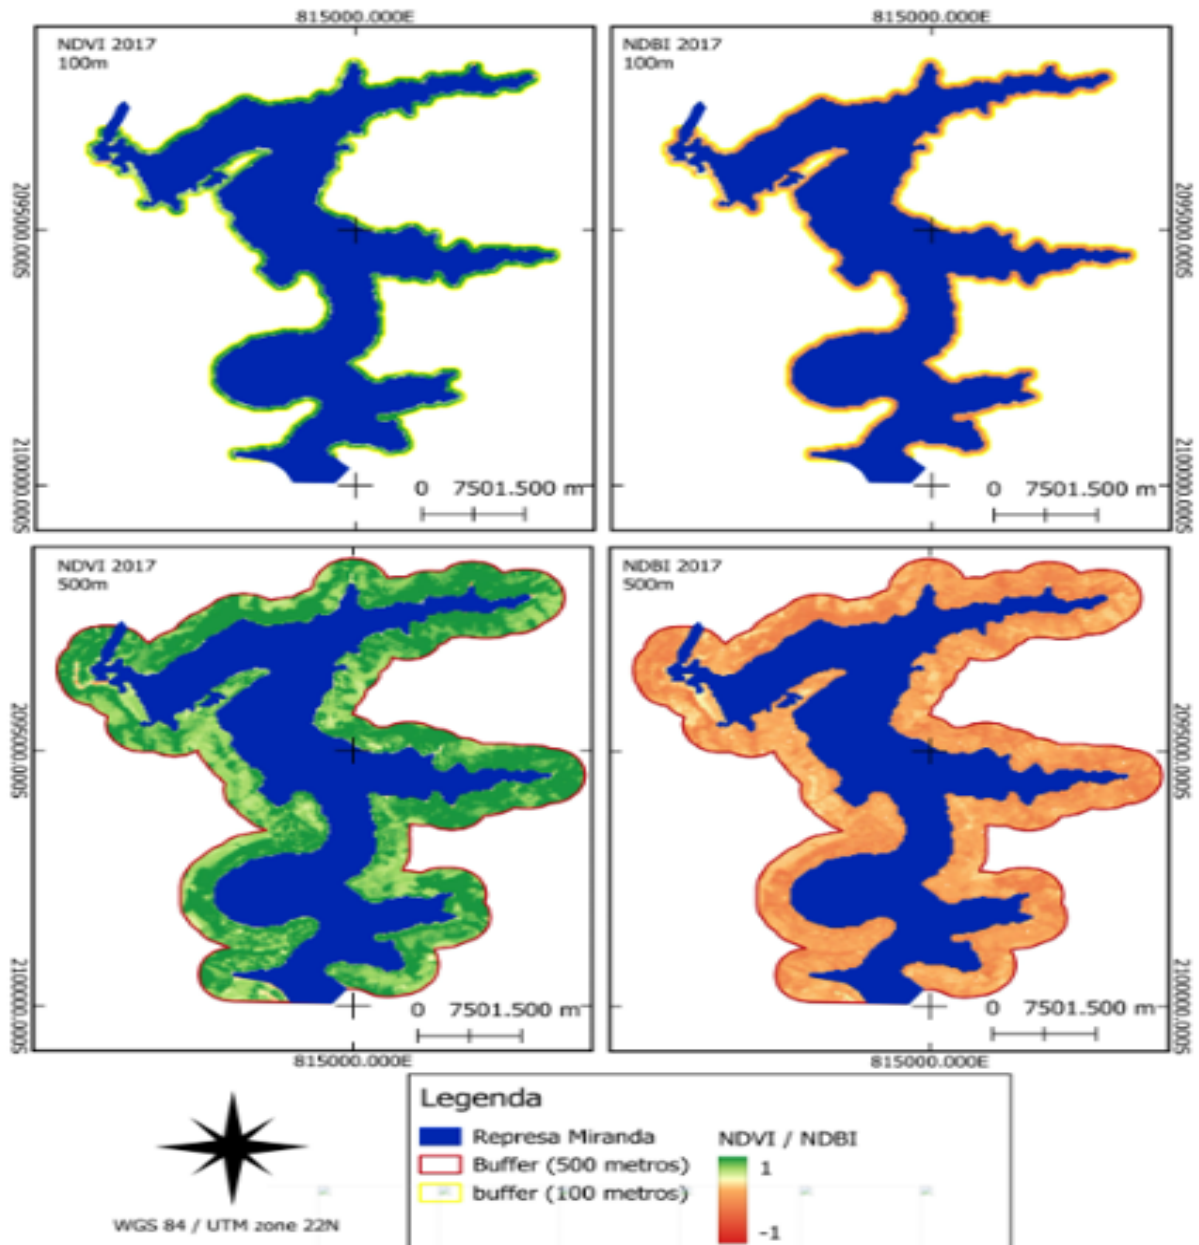 815000.000E 815000.000E
NDVI 2017
100m
NDBI 2017
100m
2095000.000S
2095000.000S
2100000.000S
2100000.000S
0 7501.500 m
0 7501.500 m
NDVI 2017
500m
NDBI 2017
500m
2095000.000S
2095000.000S
2100000.000S
2100000.000S
0 7501.500 m
0 7501.500 m
815000.000E 815000.000E
Legenda
Represa Miranda
Buffer (500 metros)
buffer (100 metros)
NDVI / NDBI
1
-1
WGS 84 / UTM zone 22N